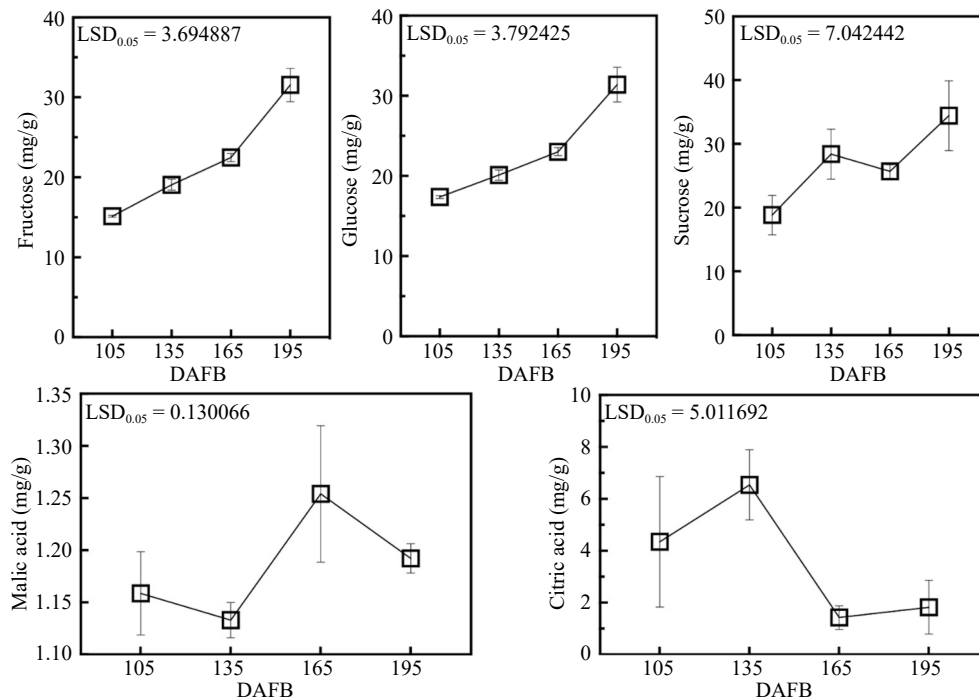 LSD0.05 = 3.694887
Fructose (mg/g)
40
30
20
10
0
105 135 165 195
DAFB
LSD0.05 = 3.792425
Glucose (mg/g)
40
30
20
10
0
105 135 165 195
DAFB
LSD0.05 = 7.042442
Sucrose (mg/g)
50
40
30
20
10
0
105 135 165 195
DAFB
LSD0.05 = 0.130066
Malic acid (mg/g)
1.35
1.30
1.25
1.20
1.15
1.10
105 135 165 195
DAFB
LSD0.05 = 5.011692
Citric acid (mg/g)
10
8
6
4
2
0
105 135 165 195
DAFB